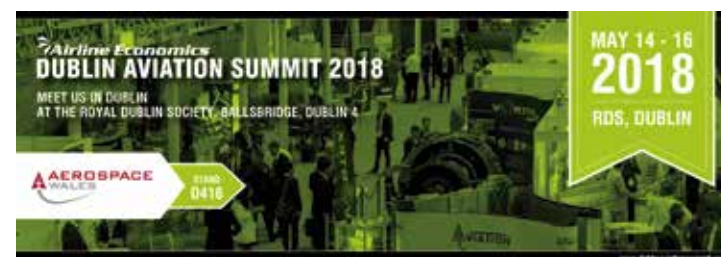 Airline Economics
DUBLIN AVIATION SUMMIT 2018
MEET US IN DUBLIN
AT THE ROYAL DUBLIN SOCIETY, BALLSBRIDGE, DUBLIN 4
AEROSPACE
WALES
STAND
D416
MAY 14 - 16
2018
RDS, DUBLIN
AVIATION